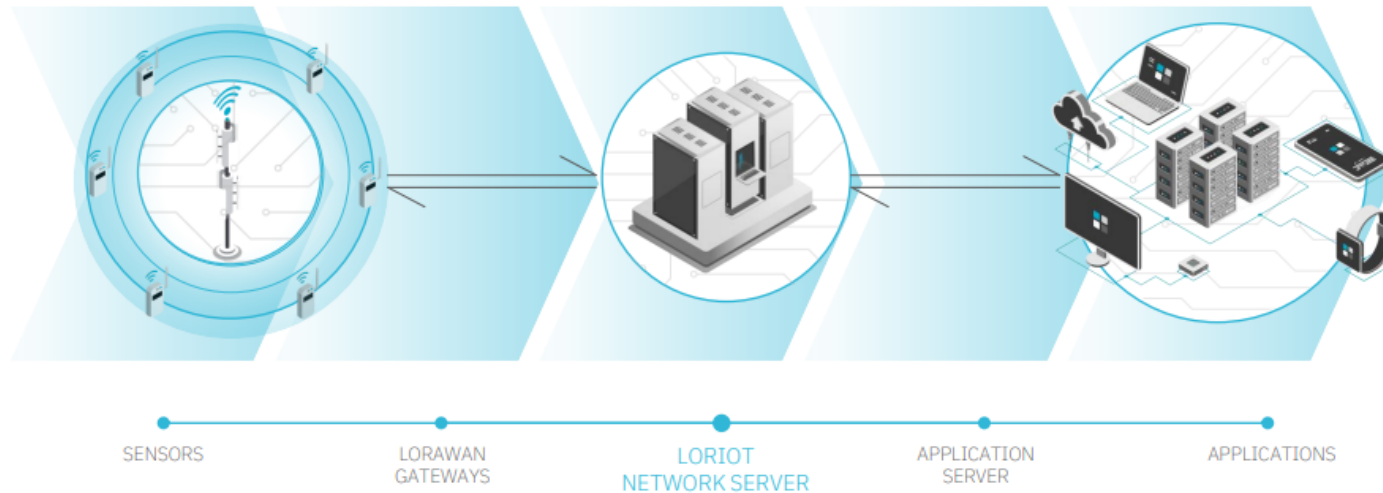 SENSORS
LORAWAN
GATEWAYS
LORIOT
NETWORK SERVER
APPLICATION
SERVER
APPLICATIONS